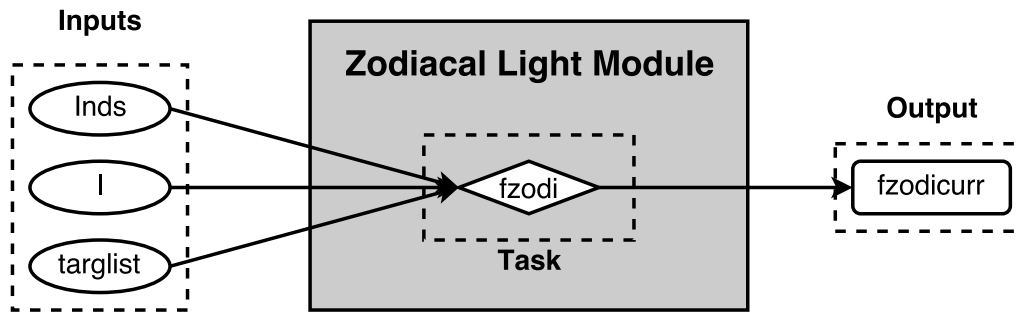 Inputs
Inds
I
targlist
Zodiacal Light Module
fzodi
Task
Output
fzodicurr